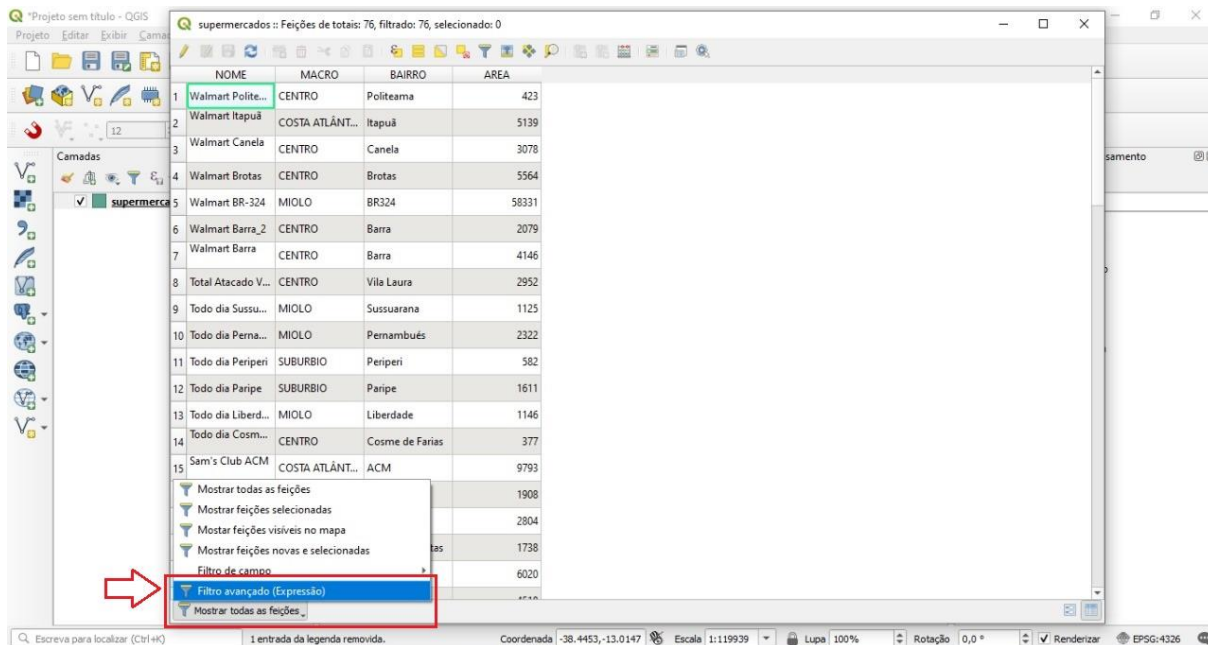 *Projeto sem título - QGIS
Projeto Editar Exibir Camad
supermercados :: Feições de totais: 76, filtrado: 76, selecionado: 0
12
Camadas
supermerca
samento
NOME MACRO BAIRRO AREA
1 Walmart Polite... CENTRO Politeama 423
2 Walmart Itapuã COSTA ATLÂNT... Itapuã 5139
3 Walmart Canela CENTRO Canela 3078
4 Walmart Brotas CENTRO Brotas 5564
5 Walmart BR-324 MIOLO BR324 58331
6 Walmart Barra_2 CENTRO Barra 2079
7 Walmart Barra CENTRO Barra 4146
8 Total Atacado V... CENTRO Vila Laura 2952
9 Todo dia Sussu... MIOLO Sussuarana 1125
10 Todo dia Perna... MIOLO Pernambués 2322
11 Todo dia Periperi SUBURBIO Periperi 582
12 Todo dia Paripe SUBURBIO Paripe 1611
13 Todo dia Liberd... MIOLO Liberdade 1146
14 Todo dia Cosm... CENTRO Cosme de Farias 377
15 Sam's Club ACM COSTA ATLÂNT... ACM 9793
1908
2804
tas 1738
6020
Mostrar todas as feições
Mostrar feições selecionadas
Mostar feições visíveis no mapa
Mostrar feições novas e selecionadas
Filtro de campo
Filtro avançado (Expressão)
Mostrar todas as feições
Escreva para localizar (Ctrl+K) 1 entrada da legenda removida. Coordenada -38.4453,-13.0147 Escala 1:119939 Lupa 100% Rotação 0,0 ° Renderizar EPSG:4326